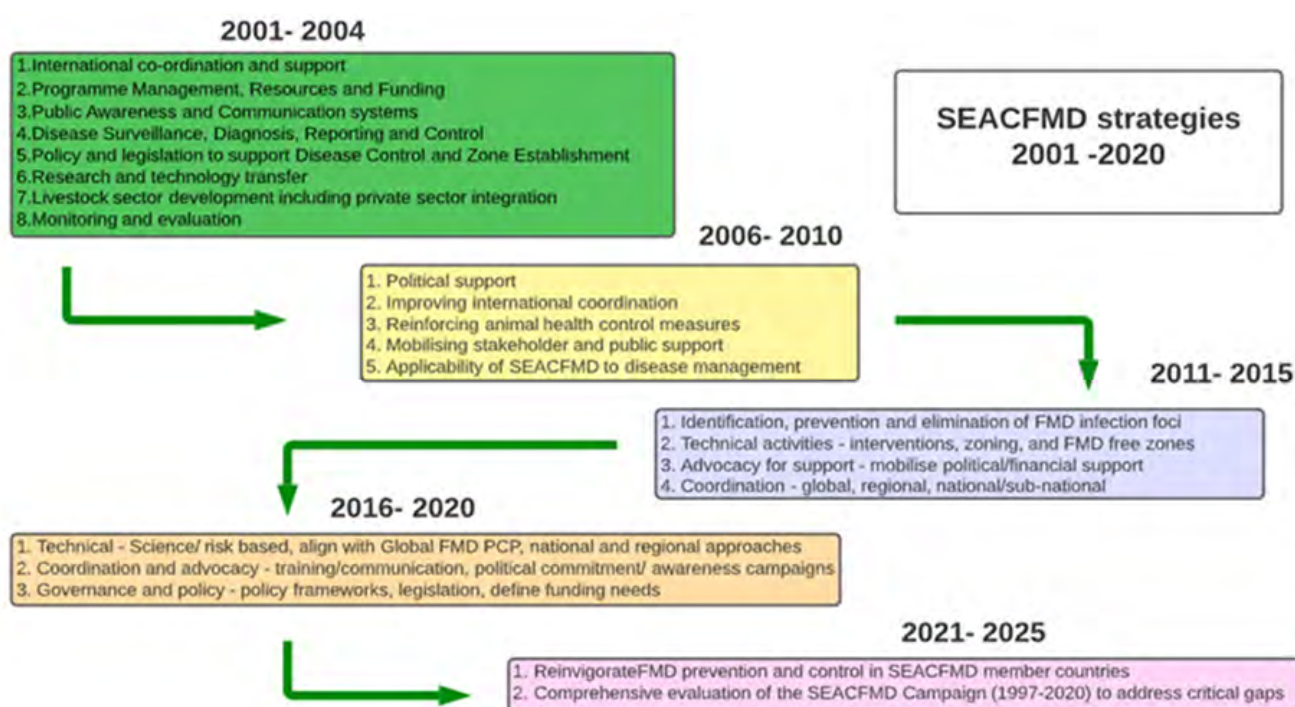 2001- 2004
1.International co-ordination and support
2.Programme Management, Resources and Funding
3.Public Awareness and Communication systems
4.Disease Surveillance, Diagnosis, Reporting and Control
5.Policy and legislation to support Disease Control and Zone Establishment
6.Research and technology transfer
7.Livestock sector development including private sector integration
8.Monitoring and evaluation
SEACFMD strategies
2001 -2020
2006- 2010
1. Political support
2. Improving international coordination
3. Reinforcing animal health control measures
4. Mobilising stakeholder and public support
5. Applicability of SEACFMD to disease management
2011- 2015
1. Identification, prevention and elimination of FMD infection foci
2. Technical activities - interventions, zoning, and FMD free zones
3. Advocacy for support - mobilise political/financial support
4. Coordination - global, regional, national/sub-national
2016- 2020
1. Technical - Science/ risk based, align with Global FMD PCP, national and regional approaches
2. Coordination and advocacy - training/communication, political commitment/ awareness campaigns
3. Governance and policy - policy frameworks, legislation, define funding needs
2021- 2025
1. ReinvigorateFMD prevention and control in SEACFMD member countries
2. Comprehensive evaluation of the SEACFMD Campaign (1997-2020) to address critical gaps